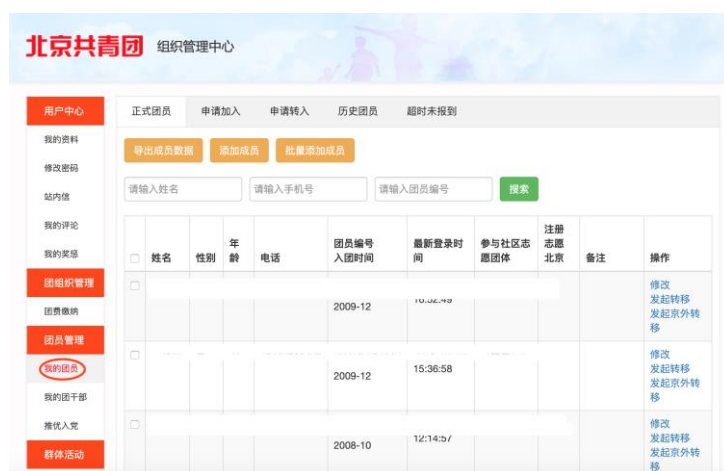 北京共青团 组织管理中心
用户中心
我的资料
修改密码
站内信
我的评论
我的奖惩
团组织管理
团费缴纳
团员管理
我的团员
我的团干部
推优入党
群体活动
正式团员 申请加入 申请转入 历史团员 超时未报到
导出成员数据 添加成员 批量添加成员
请输入姓名 请输入手机号 请输入团员编号 搜索
姓名 性别 年龄 电话 团员编号 入团时间 最新登录时间 参与社区志愿团体 注册志愿北京 备注 操作
2009-12 16:52:49
修改
发起转移
发起京外转移
2009-12 15:36:58
修改
发起转移
发起京外转移
2008-10 12:14:57
修改
发起转移
发起京外转移